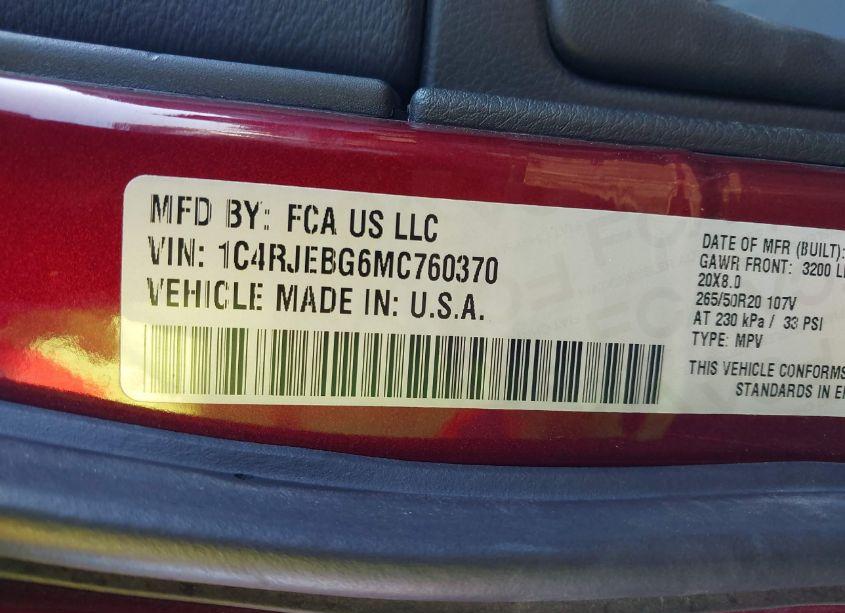 MFD BY: FCA US LLC
VIN: 1C4RJEBG6MC760370
VEHICLE MADE IN: U.S.A.
DATE OF MFR (BUILT):
GAWR FRONT: 3200
20X8.0
265/50R20 107V
AT 230 kPa / 33 PSI
TYPE: MPV
THIS VEHICLE CONFORMS
STANDARDS IN